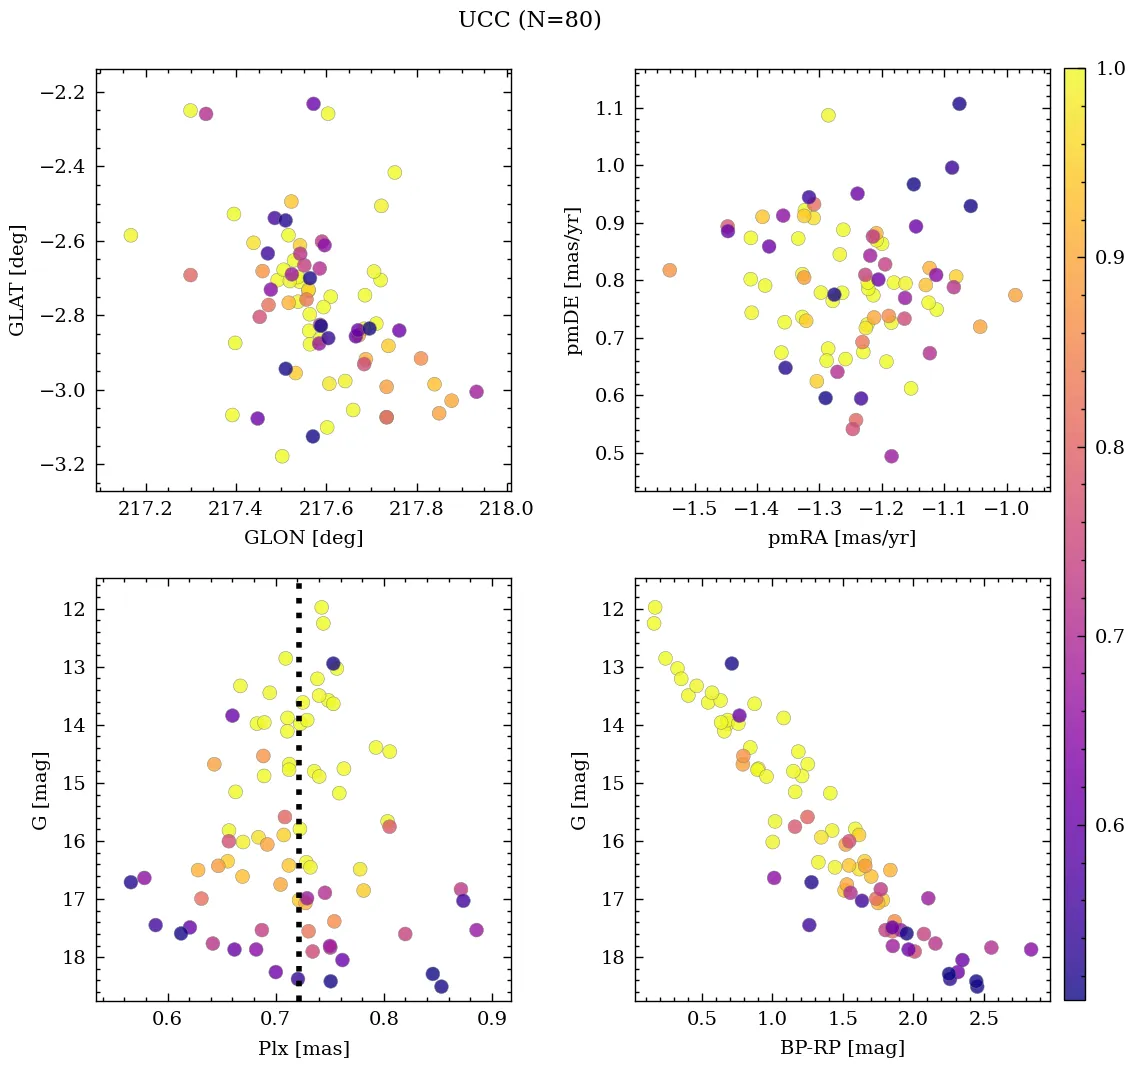 UCC (N=80)
−2.2
−2.4
−2.6
−2.8
−3.0
−3.2
GLAT [deg]
217.2 217.4 217.6 217.8 218.0
GLON [deg]
1.1
1.0
0.9
0.8
0.7
0.6
0.5
pmDE [mas/yr]
−1.5 −1.4 −1.3 −1.2 −1.1 −1.0
pmRA [mas/yr]
1.0
0.9
0.8
0.7
0.6
12
13
14
15
16
17
18
G [mag]
0.6 0.7 0.8 0.9
Plx [mas]
12
13
14
15
16
17
18
G [mag]
0.5 1.0 1.5 2.0 2.5
BP-RP [mag]